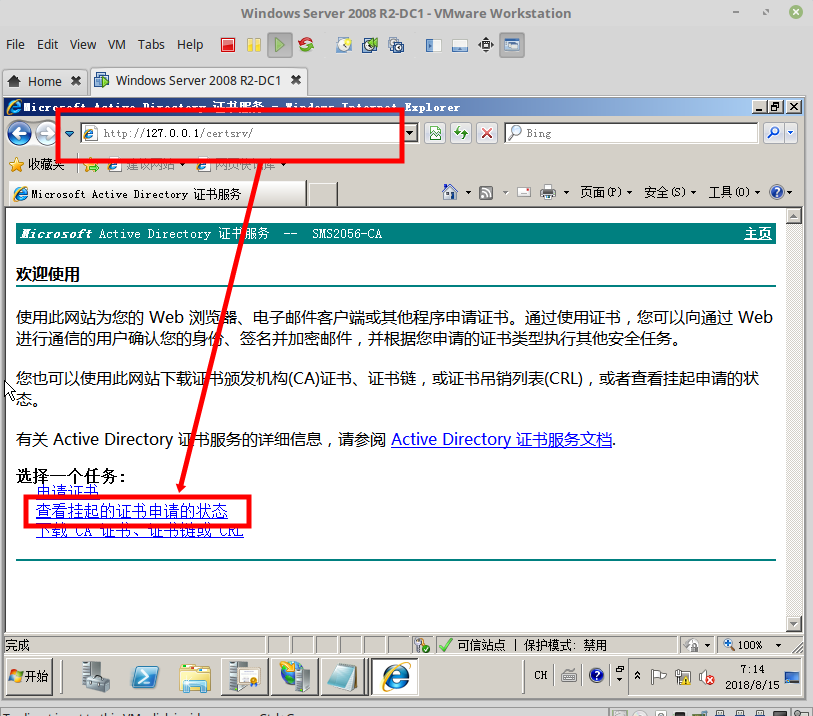 Windows Server 2008 R2-DC1 - VMware Workstation
File Edit View VM Tabs Help
Home Windows Server 2008 R2-DC1
Microsoft Active Directory 证书服务 - Windows Internet Explorer
http://127.0.0.1/certsrv/ Bing
收藏夹 建议网站 网页快讯库
Microsoft Active Directory 证书服务 页面(P) 安全(S) 工具(O)
Microsoft Active Directory 证书服务 -- SMS2056-CA 主页
欢迎使用
使用此网站为您的 Web 浏览器、电子邮件客户端或其他程序申请证书。通过使用证书，您可以向通过 Web
进行通信的用户确认您的身份、签名并加密邮件，并根据您申请的证书类型执行其他安全任务。
您也可以使用此网站下载证书颁发机构(CA)证书、证书链，或证书吊销列表(CRL)，或者查看挂起申请的状
态。
有关 Active Directory 证书服务的详细信息，请参阅 Active Directory 证书服务文档.
选择一个任务：
申请证书
查看挂起的证书申请的状态
下载 CA 证书、证书链或 CRL
完成 可信站点 | 保护模式: 禁用 100%
开始 CH 7:14
2018/8/15